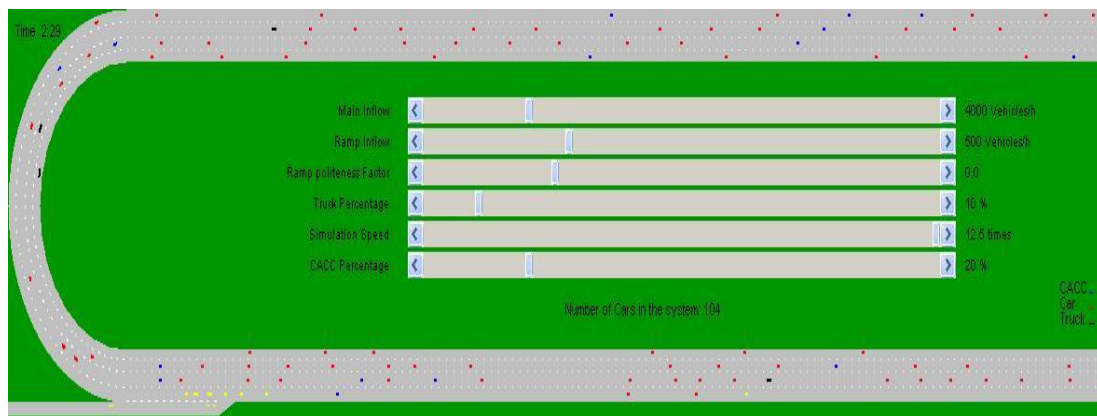 Time: 2:29
Main Inflow 4000 Vehicles/h
Ramp Inflow 500 Vehicles/h
Ramp politeness Factor 0.0
Truck Percentage 10 %
Simulation Speed 12.5 times
CACC Percentage 20 %
Number of Cars in the system: 104
CACC
Car
Truck